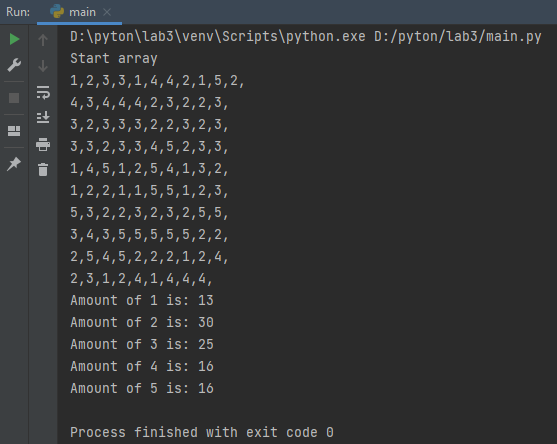 Run: main
D:\pyton\lab3\venv\Scripts\python.exe D:/pyton/lab3/main.py
Start array
1,2,3,3,1,4,4,2,1,5,2,
4,3,4,4,4,2,3,2,2,3,
3,2,3,3,3,2,2,3,2,3,
3,3,2,3,3,4,5,2,3,3,
1,4,5,1,2,5,4,1,3,2,
1,2,2,1,1,5,5,1,2,3,
5,3,2,2,3,2,3,2,5,5,
3,4,3,5,5,5,5,5,2,2,
2,5,4,5,2,2,2,1,2,4,
2,3,1,2,4,1,4,4,4,
Amount of 1 is: 13
Amount of 2 is: 30
Amount of 3 is: 25
Amount of 4 is: 16
Amount of 5 is: 16
Process finished with exit code 0